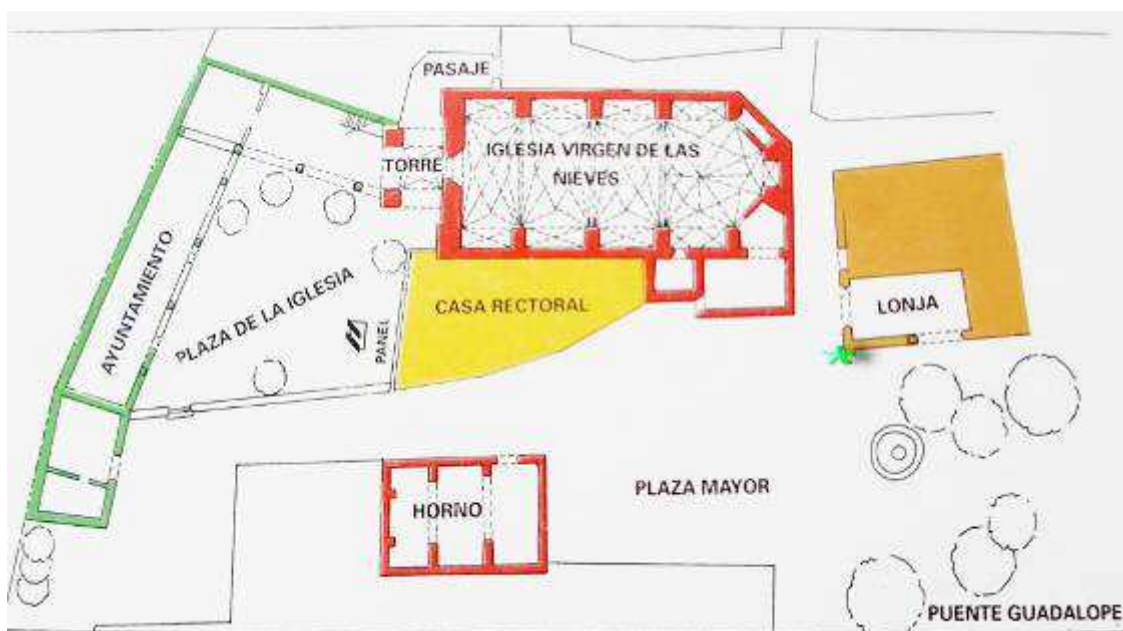 PASAJE
TORRE
IGLESIA VIRGEN DE LAS
NIEVES
AYUNTAMIENTO
PLAZA DE LA IGLESIA
PANEL
CASA RECTORAL
LONJA
HORNO
PLAZA MAYOR
PUENTE GUADALOPE